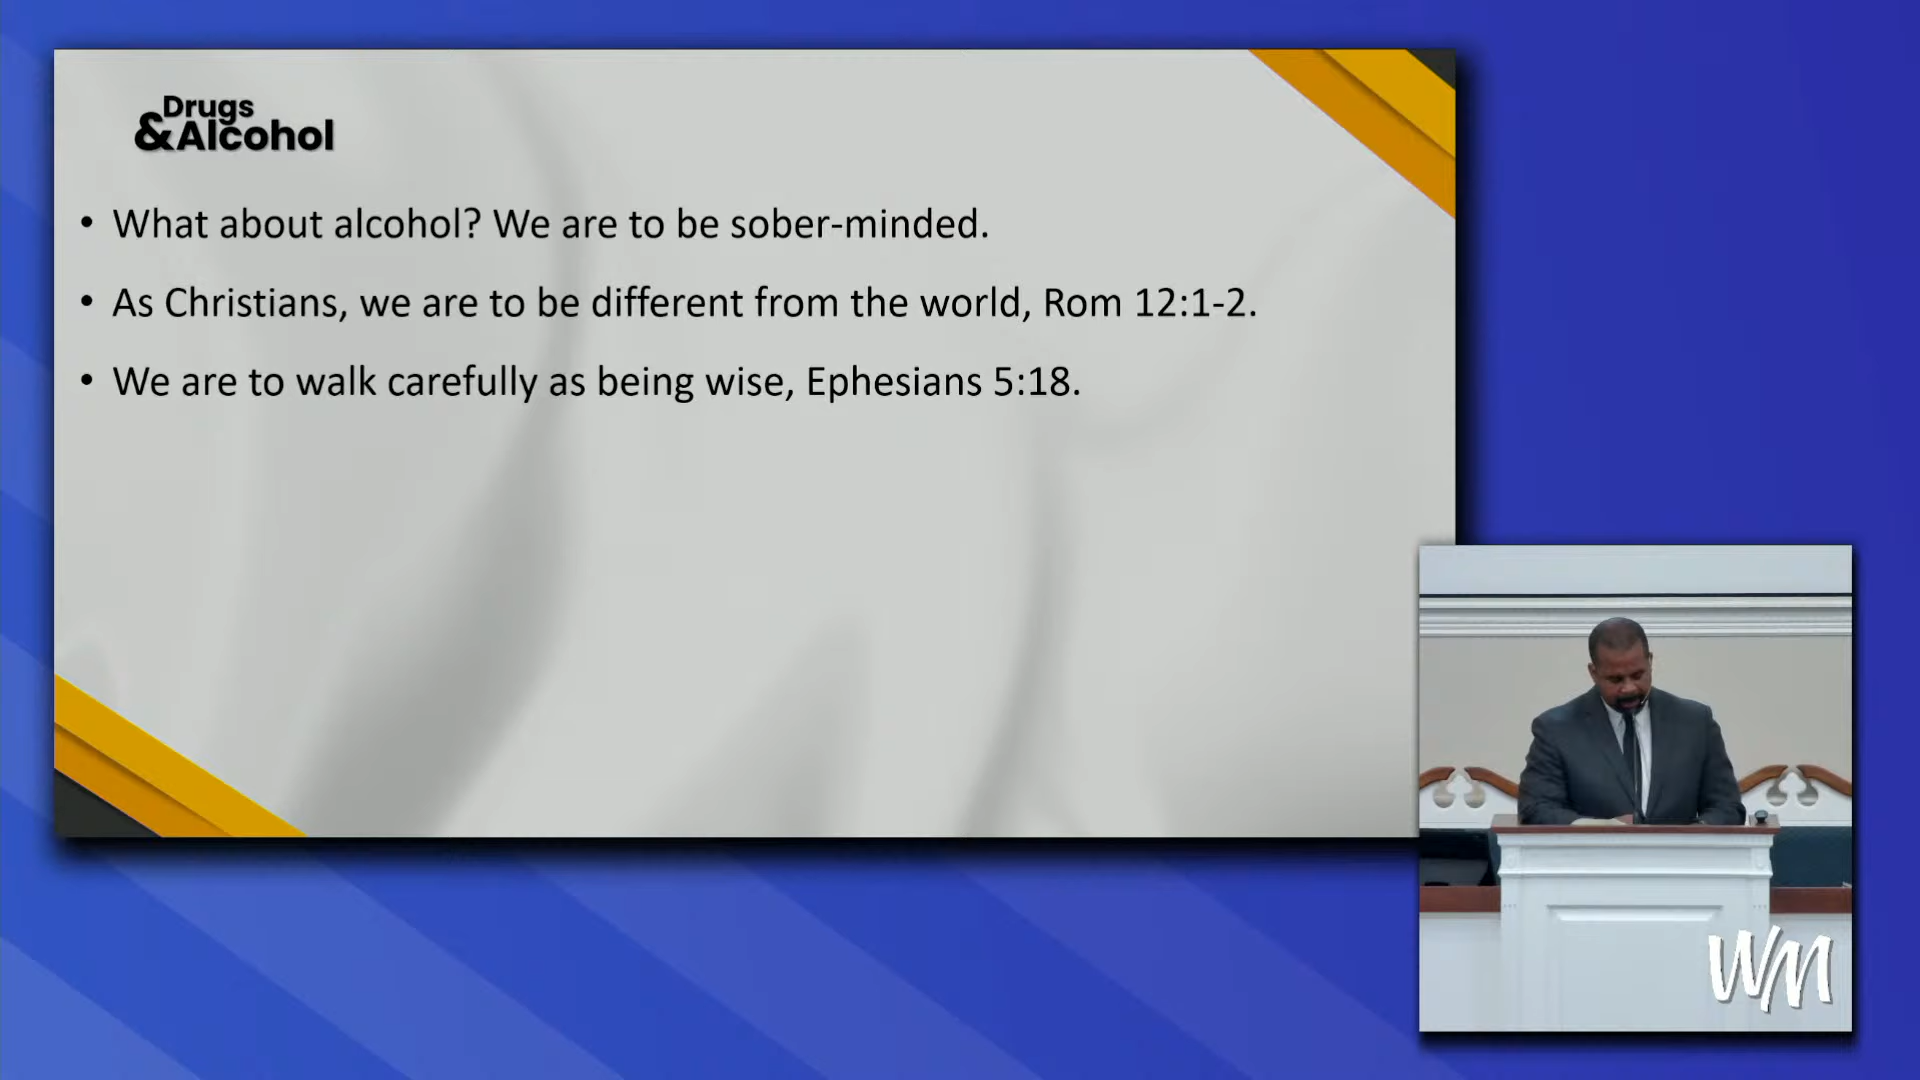 Drugs
&Alcohol
• What about alcohol? We are to be sober-minded.
• As Christians, we are to be different from the world, Rom 12:1-2.
• We are to walk carefully as being wise, Ephesians 5:18.
WM